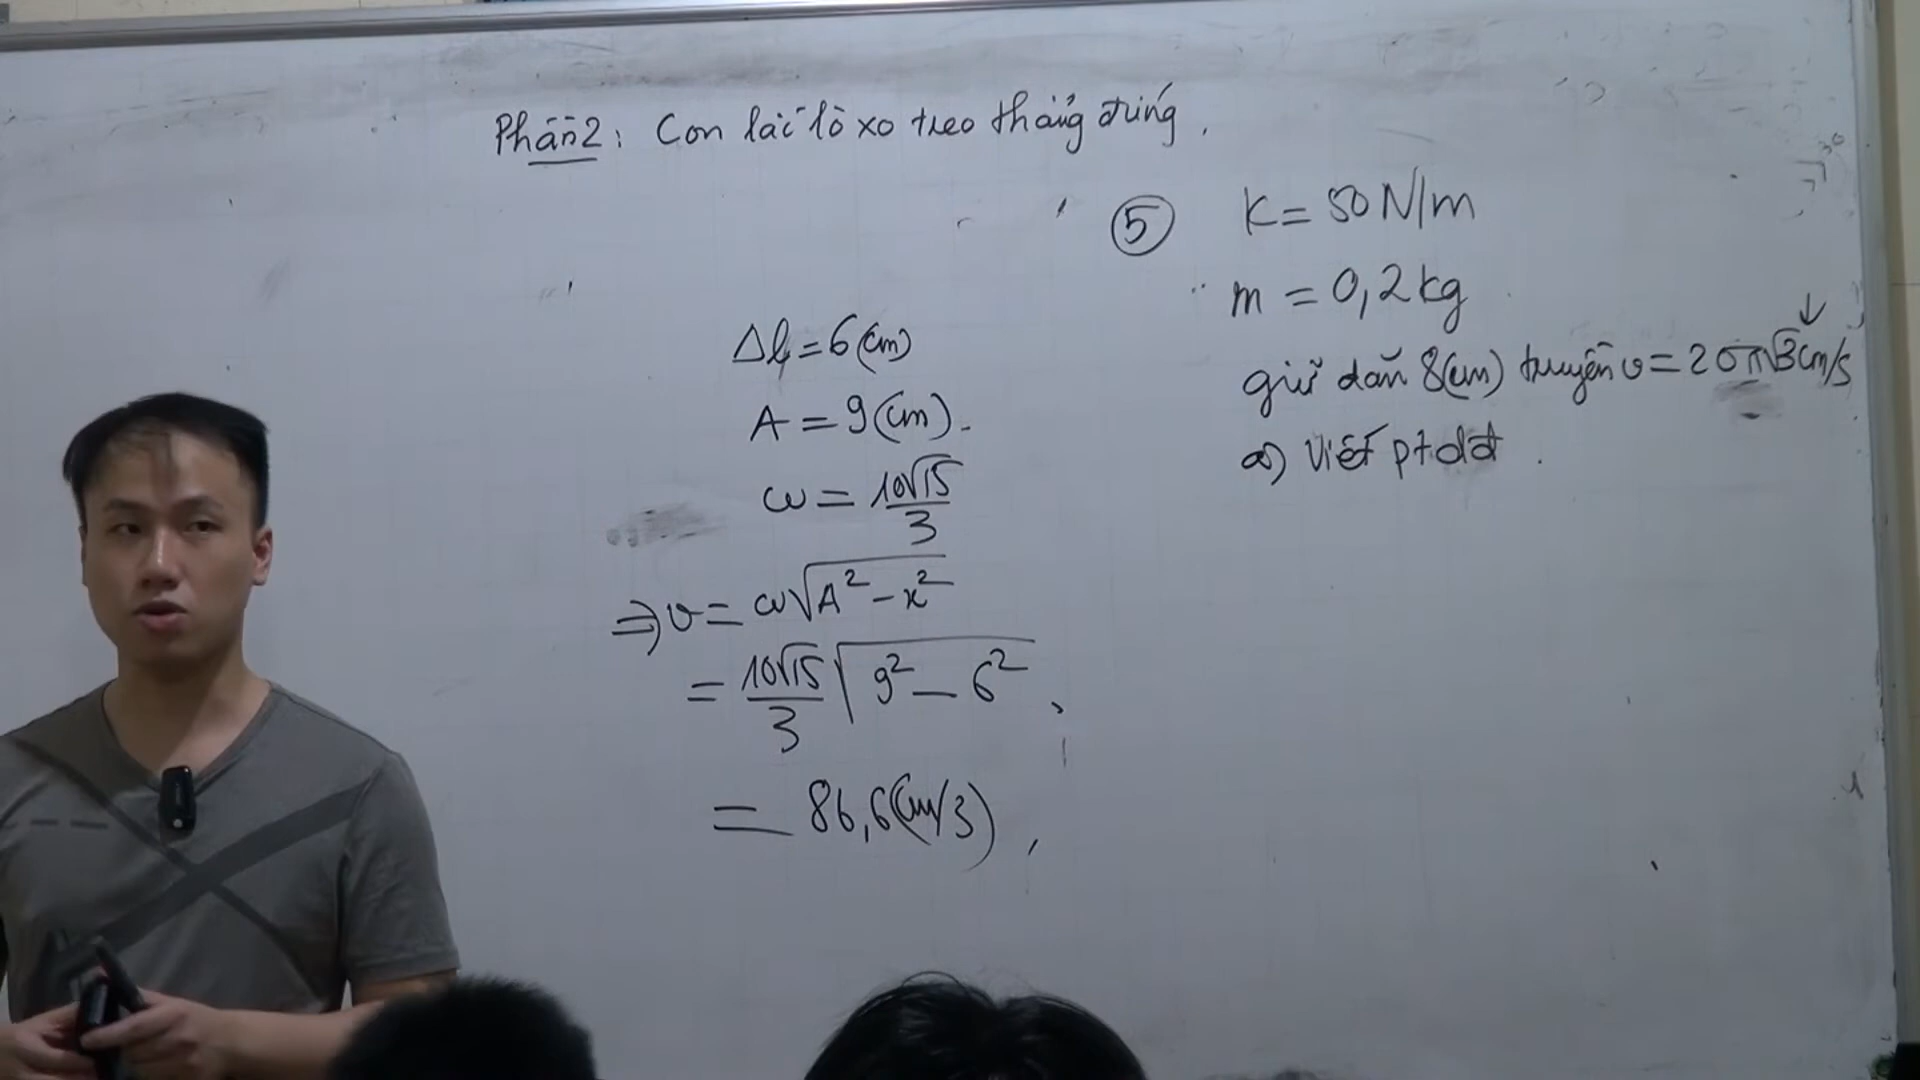 Phần 2: Con lắc lò xo treo thẳng đứng.
Δl = 6 (cm)
A = 9 (cm).
ω = 10√15/3
⇒ v = ω√(A² - x²)
= 10√15/3 √(9² - 6²)
= 86,6 (cm/s)
⑤ K = 50 N/m
m = 0,2 kg
giữ dãn 8 (cm) truyền v = 20π√3 cm/s ↓
a) Viết ptdđ.